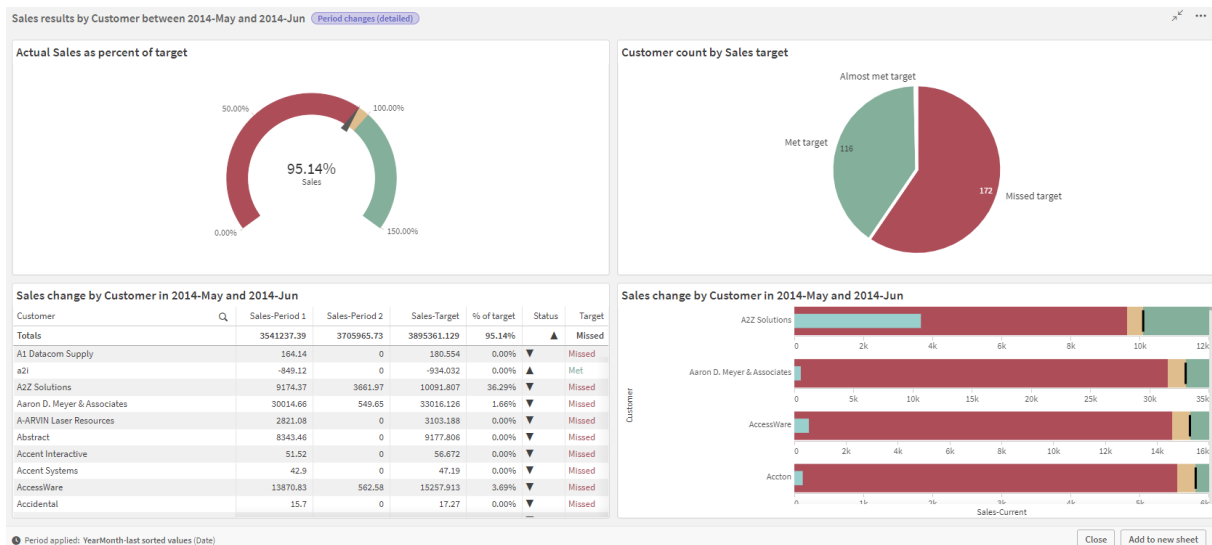 Sales results by Customer between 2014-May and 2014-Jun Period changes (detailed)
Actual Sales as percent of target
50.00%
100.00%
95.14%
Sales
0.00%
150.00%
Customer count by Sales target
Almost met target
Met target
116
172
Missed target
Sales change by Customer in 2014-May and 2014-Jun
Customer Sales-Period 1 Sales-Period 2 Sales-Target % of target Status Target
Totals 3541237.39 3705965.73 3895361.129 95.14% ▲ Missed
A1 Datacom Supply 164.14 0 180.554 0.00% ▼ Missed
a2i -849.12 0 -934.032 0.00% ▲ Met
A2Z Solutions 9174.37 3661.97 10091.807 36.29% ▼ Missed
Aaron D. Meyer & Associates 30014.66 549.65 33016.126 1.66% ▼ Missed
A-ARVIN Laser Resources 2821.08 0 3103.188 0.00% ▼ Missed
Abstract 8343.46 0 9177.806 0.00% ▼ Missed
Accent Interactive 51.52 0 56.672 0.00% ▼ Missed
Accent Systems 42.9 0 47.19 0.00% ▼ Missed
AccessWare 13870.83 562.58 15257.913 3.69% ▼ Missed
Accidental 15.7 0 17.27 0.00% ▼ Missed
Sales change by Customer in 2014-May and 2014-Jun
Customer
A2Z Solutions
0 2k 4k 6k 8k 10k 12k
Aaron D. Meyer & Associates
0 5k 10k 15k 20k 25k 30k 35k
AccessWare
0 2k 4k 6k 8k 10k 12k 14k 16k
Accton
0 1k 2k 3k 4k 5k 6k
Sales-Current
Period applied: YearMonth-last sorted values (Date)
Close Add to new sheet